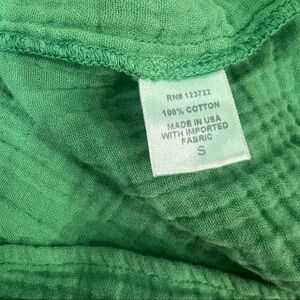 RN# 123722
100% COTTON
MADE IN USA
WITH IMPORTED
FABRIC
S